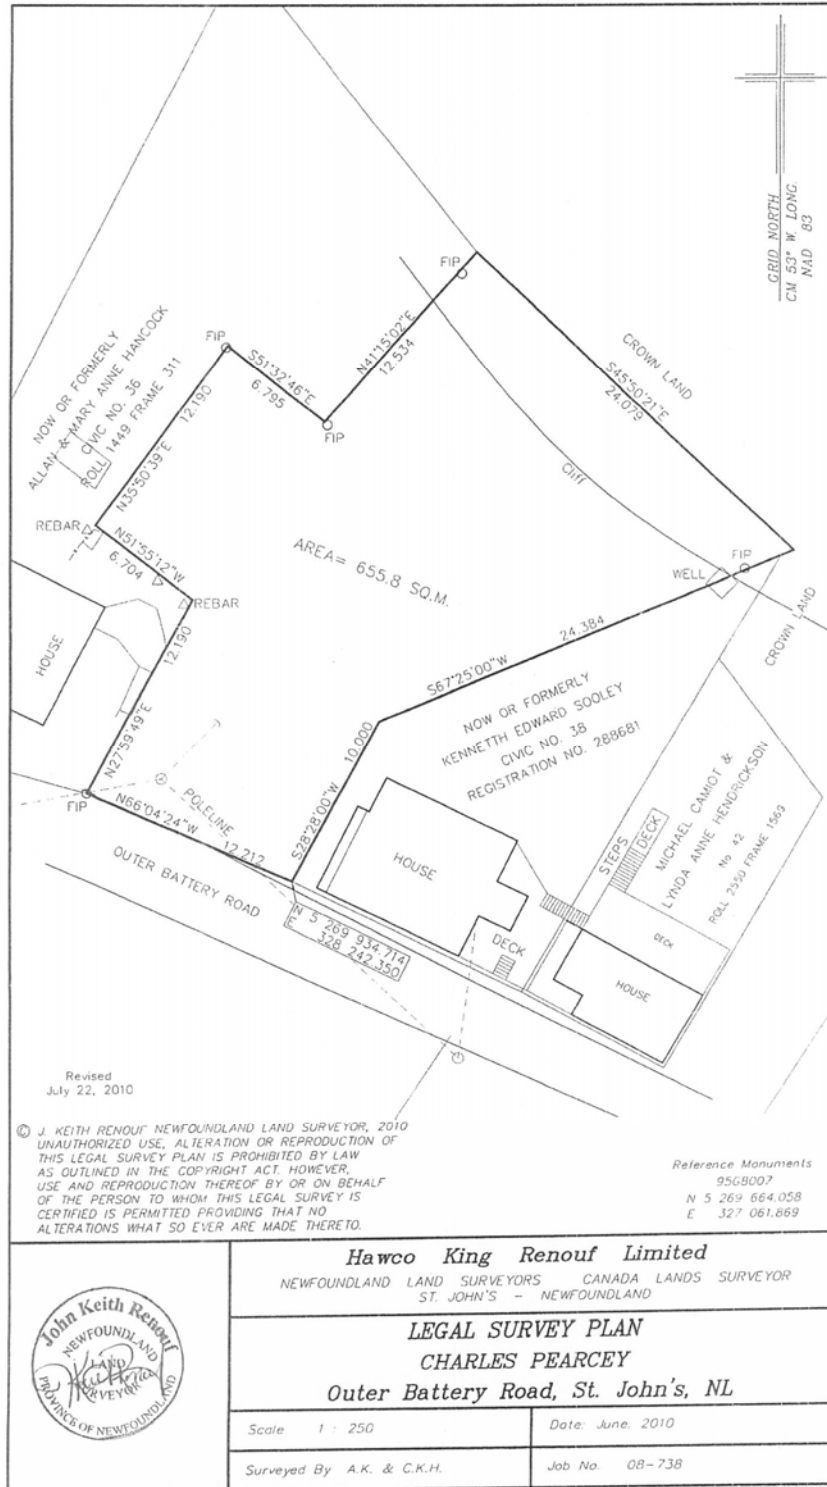 GRID NORTH
CM 53° W. LONG.
NAD 83
FIP
CROWN LAND
S45°50'21"E
24.079
N41°15'02"E
12.534
FIP
S51°32'46"E
6.795
FIP
NOW OR FORMERLY
ALLAN & MARY ANNE HANCOCK
CIVIC NO. 36
ROLL 1449 FRAME 311
12.190
N35°50'39"E
Cliff
REBAR
N51°55'12"W
6.704
AREA= 655.8 SQ.M.
FIP
WELL
REBAR
CROWN LAND
HOUSE
12.190
N27°59'49"E
24.384
S67°25'00"W
NOW OR FORMERLY
KENNETH EDWARD SOOLEY
CIVIC NO. 38
REGISTRATION NO. 288681
10.000
S28°28'00"W
FIP
POLELINE
N66°04'24"W
12.212
OUTER BATTERY ROAD
HOUSE
STEPS
DECK
MICHAEL CAMIOT &
LYNDA ANNE HENDRICKSON
No 42
ROLL 2550 FRAME 1563
N 5 269 934.714
E 328 242.350
DECK
DECK
HOUSE
Revised
July 22, 2010
© J. KEITH RENOUF NEWFOUNDLAND LAND SURVEYOR, 2010
UNAUTHORIZED USE, ALTERATION OR REPRODUCTION OF
THIS LEGAL SURVEY PLAN IS PROHIBITED BY LAW
AS OUTLINED IN THE COPYRIGHT ACT. HOWEVER,
USE AND REPRODUCTION THEREOF BY OR ON BEHALF
OF THE PERSON TO WHOM THIS LEGAL SURVEY IS
CERTIFIED IS PERMITTED PROVIDING THAT NO
ALTERATIONS WHAT SO EVER ARE MADE THERETO.
Reference Monuments
95GB007
N 5 269 664.058
E 327 061.869
John Keith Renouf
NEWFOUNDLAND
LAND
SURVEYOR
PROVINCE OF NEWFOUNDLAND
Hawco King Renouf Limited
NEWFOUNDLAND LAND SURVEYORS CANADA LANDS SURVEYOR
ST. JOHN'S - NEWFOUNDLAND
LEGAL SURVEY PLAN
CHARLES PEARCEY
Outer Battery Road, St. John's, NL
Scale 1 : 250
Date: June, 2010
Surveyed By A.K. & C.K.H.
Job No. 08-738